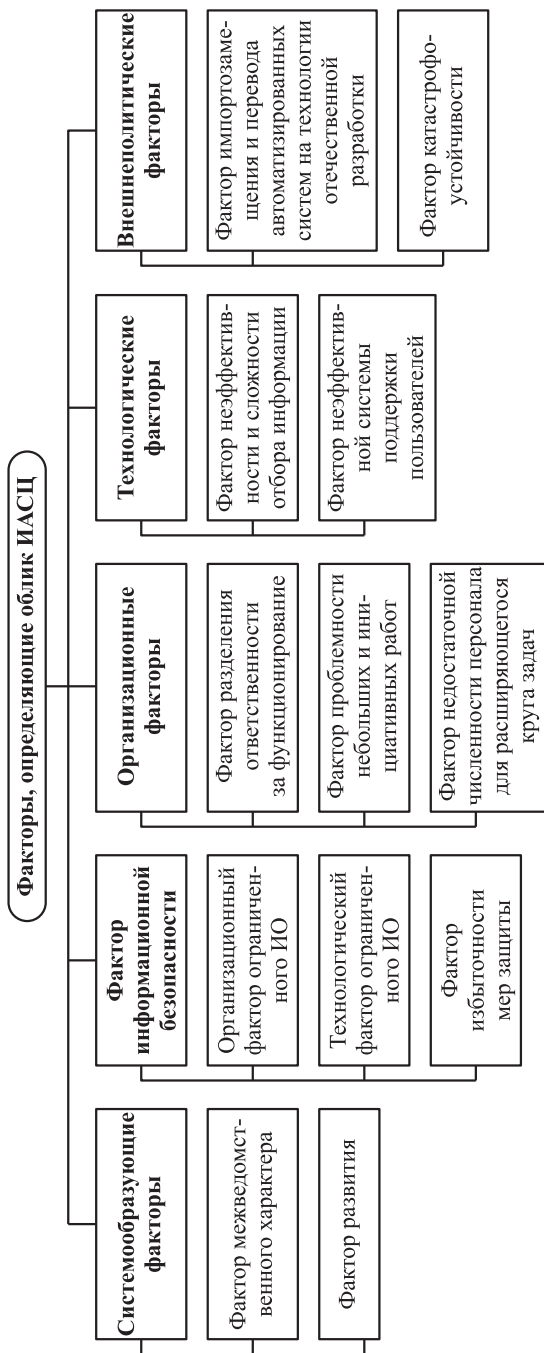 Факторы, определяющие облик ИАСЦ
Системообразующие
факторы
Фактор межведомст-
венного характера
Фактор развития
Фактор
информационной
безопасности
Организационный
фактор ограничен-
ного ИО
Технологический
фактор ограничен-
ного ИО
Фактор
избыточности
мер защиты
Организационные
факторы
Фактор разделения
ответственности
за функционирование
Фактор проблемности
небольших и ини-
циативных работ
Фактор недостаточной
численности персонала
для расширяющегося
круга задач
Технологические
факторы
Фактор неэффектив-
ности и сложности
отбора информации
Фактор неэффектив-
ной системы
поддержки
пользователей
Внешнеполитические
факторы
Фактор импортозаме-
щения и перевода
автоматизированных
систем на технологии
отечественной
разработки
Фактор катастрофо-
устойчивости